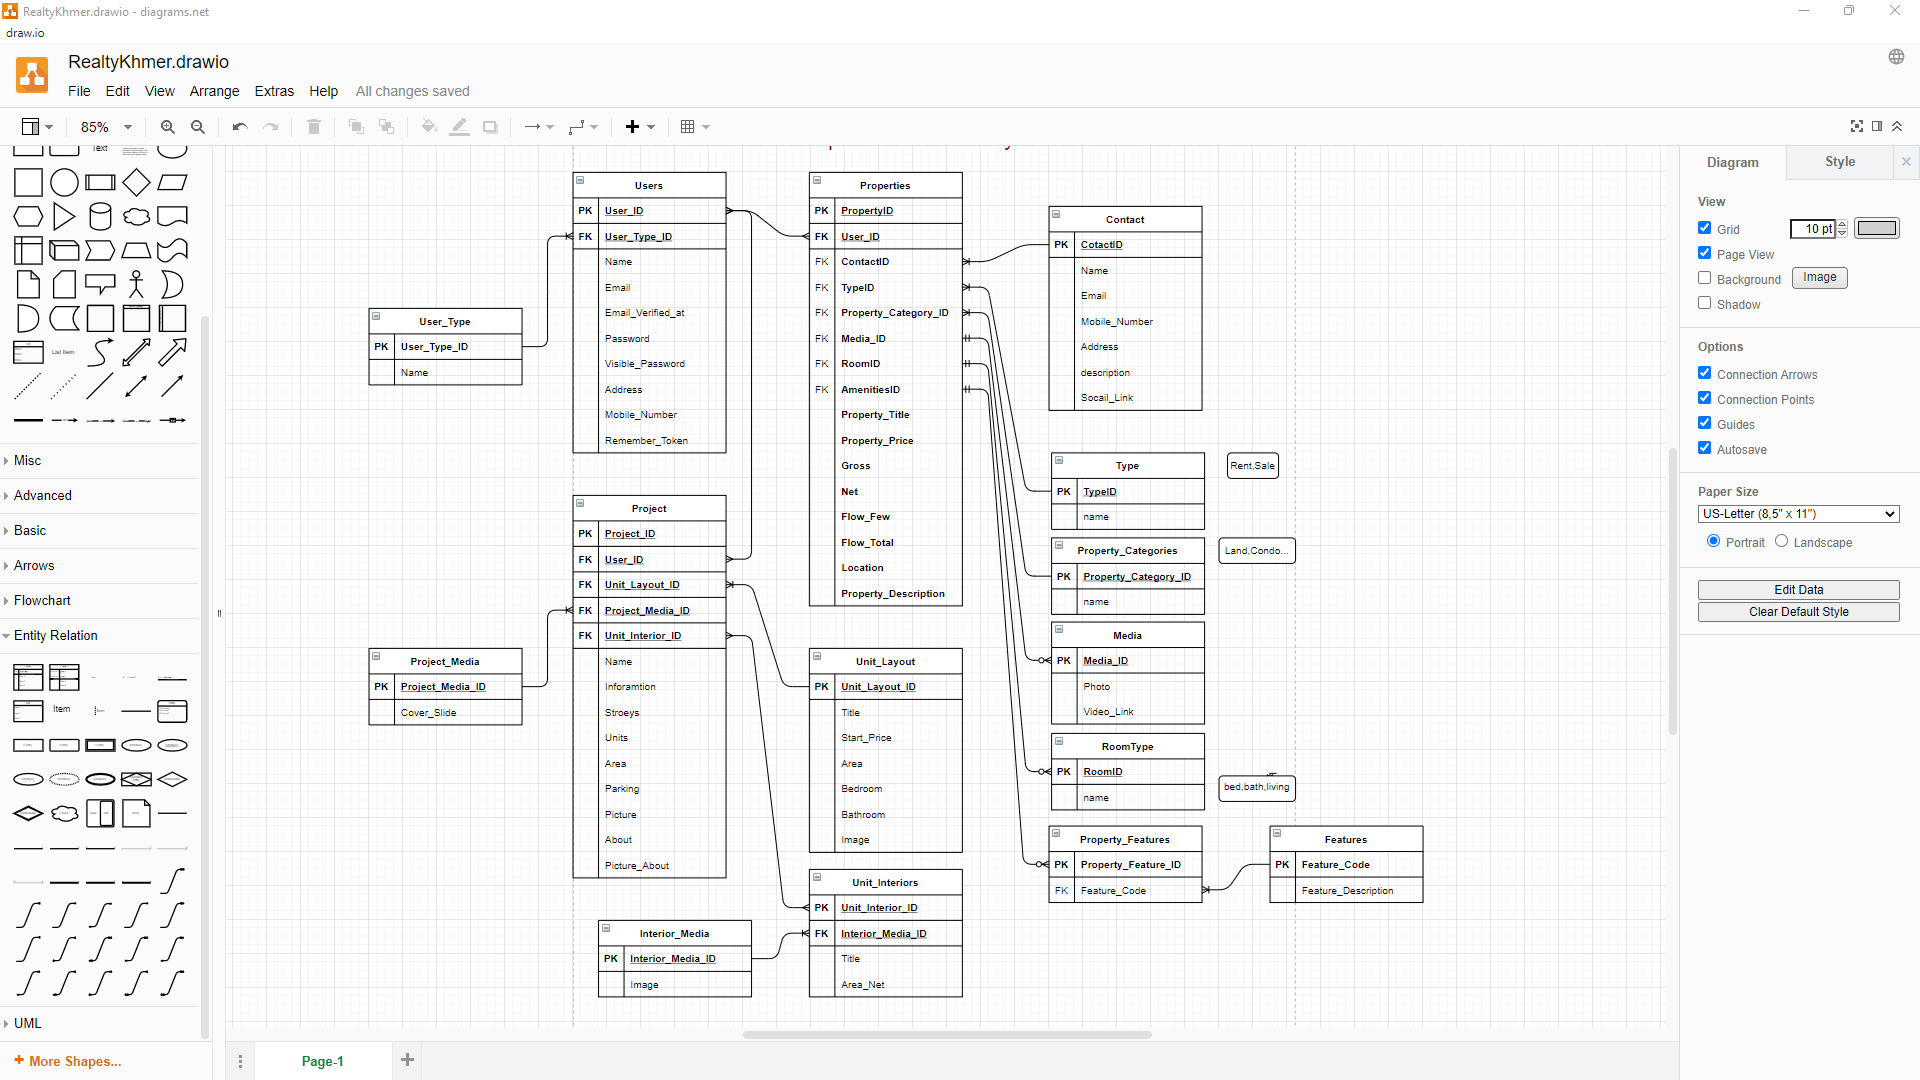 RealtyKhmer.drawio - diagrams.net
draw.io
RealtyKhmer.drawio
File Edit View Arrange Extras Help All changes saved
85%
Text
List Item
Misc
Advanced
Basic
Arrows
Flowchart
Entity Relation
Item
UML
+ More Shapes...
Users
PK User_ID
FK User_Type_ID
Name
Email
Email_Verified_at
Password
Visible_Password
Address
Mobile_Number
Remember_Token
User_Type
PK User_Type_ID
Name
Project
PK Project_ID
FK User_ID
FK Unit_Layout_ID
FK Project_Media_ID
FK Unit_Interior_ID
Name
Inforamtion
Stroeys
Units
Area
Parking
Picture
About
Picture_About
Project_Media
PK Project_Media_ID
Cover_Slide
Interior_Media
PK Interior_Media_ID
Image
Properties
PK PropertyID
FK User_ID
FK ContactID
FK TypeID
FK Property_Category_ID
FK Media_ID
FK RoomID
FK AmenitiesID
Property_Title
Property_Price
Gross
Net
Flow_Few
Flow_Total
Location
Property_Description
Unit_Layout
PK Unit_Layout_ID
Title
Start_Price
Area
Bedroom
Bathroom
Image
Unit_Interiors
PK Unit_Interior_ID
FK Interior_Media_ID
Title
Area_Net
Contact
PK CotactID
Name
Email
Mobile_Number
Address
description
Socail_Link
Type
PK TypeID
name
Rent,Sale
Property_Categories
PK Property_Category_ID
name
Land,Condo...
Media
PK Media_ID
Photo
Video_Link
RoomType
PK RoomID
name
bed,bath,living
Property_Features
PK Property_Feature_ID
FK Feature_Code
Features
PK Feature_Code
Feature_Description
Page-1
Diagram Style
View
Grid 10 pt
Page View
Background Image
Shadow
Options
Connection Arrows
Connection Points
Guides
Autosave
Paper Size
US-Letter (8,5" x 11")
Portrait Landscape
Edit Data
Clear Default Style